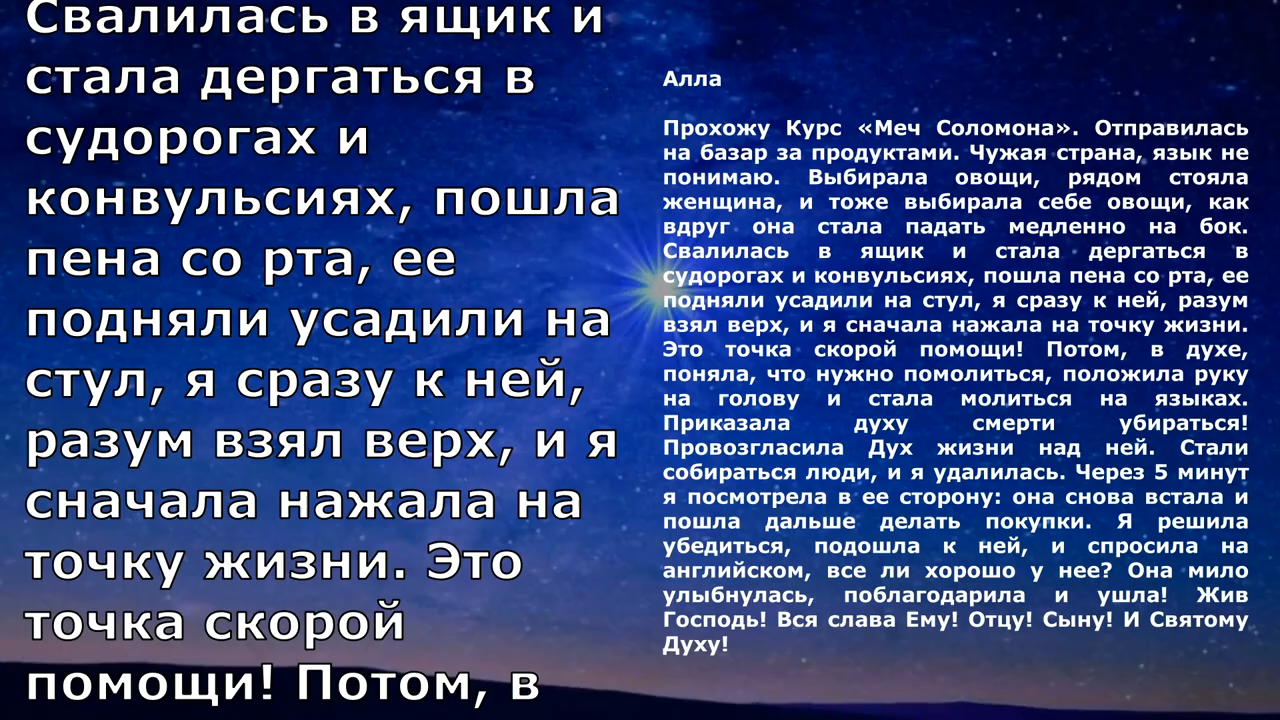 Свалилась в ящик и
стала дергаться в
судорогах и
конвульсиях, пошла
пена со рта, ее
подняли усадили на
стул, я сразу к ней,
разум взял верх, и я
сначала нажала на
точку жизни. Это
точка скорой
помощи! Потом, в
Алла
Прохожу Курс «Меч Соломона». Отправилась
на базар за продуктами. Чужая страна, язык не
понимаю. Выбирала овощи, рядом стояла
женщина, и тоже выбирала себе овощи, как
вдруг она стала падать медленно на бок.
Свалилась в ящик и стала дергаться в
судорогах и конвульсиях, пошла пена со рта, ее
подняли усадили на стул, я сразу к ней, разум
взял верх, и я сначала нажала на точку жизни.
Это точка скорой помощи! Потом, в духе,
поняла, что нужно помолиться, положила руку
на голову и стала молиться на языках.
Приказала духу смерти убираться!
Провозгласила Дух жизни над ней. Стали
собираться люди, и я удалилась. Через 5 минут
я посмотрела в ее сторону: она снова встала и
пошла дальше делать покупки. Я решила
убедиться, подошла к ней, и спросила на
английском, все ли хорошо у нее? Она мило
улыбнулась, поблагодарила и ушла! Жив
Господь! Вся слава Ему! Отцу! Сыну! И Святому
Духу!